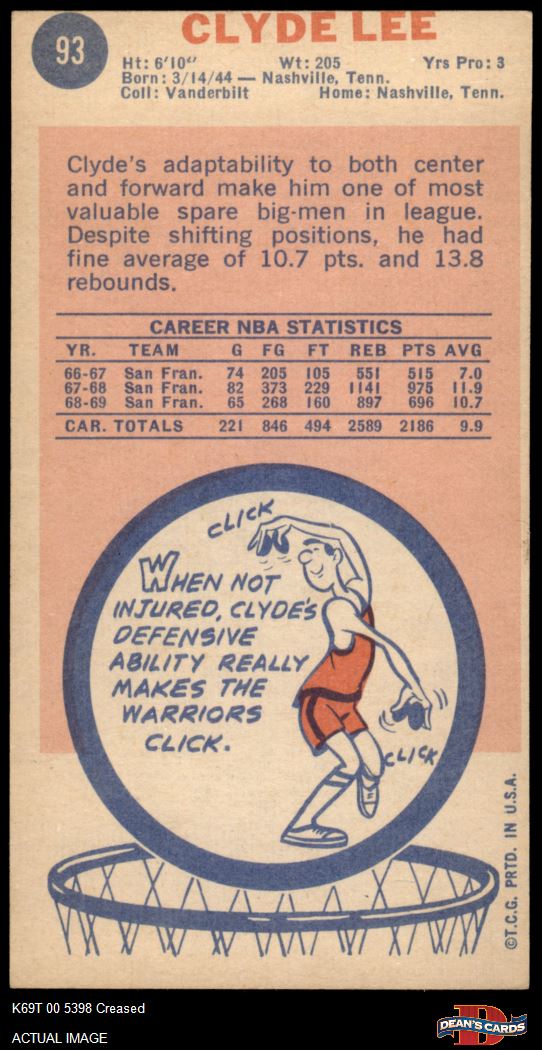 93
CLYDE LEE
Ht: 6'10" Wt: 205 Yrs Pro: 3
Born: 3/14/44 — Nashville, Tenn.
Coll: Vanderbilt Home: Nashville, Tenn.
Clyde's adaptability to both center
and forward make him one of most
valuable spare big-men in league.
Despite shifting positions, he had
fine average of 10.7 pts. and 13.8
rebounds.
CAREER NBA STATISTICS
YR. TEAM G FG FT REB PTS AVG
66-67 San Fran. 74 205 105 551 515 7.0
67-68 San Fran. 82 373 229 1141 975 11.9
68-69 San Fran. 65 268 160 897 696 10.7
CAR. TOTALS 221 846 494 2589 2186 9.9
CLICK
WHEN NOT
INJURED, CLYDE'S
DEFENSIVE
ABILITY REALLY
MAKES THE
WARRIORS
CLICK.
CLICK
©T.C.G. PRTD. IN U.S.A.
K69T 00 5398 Creased
ACTUAL IMAGE
D
DEAN'S CARDS